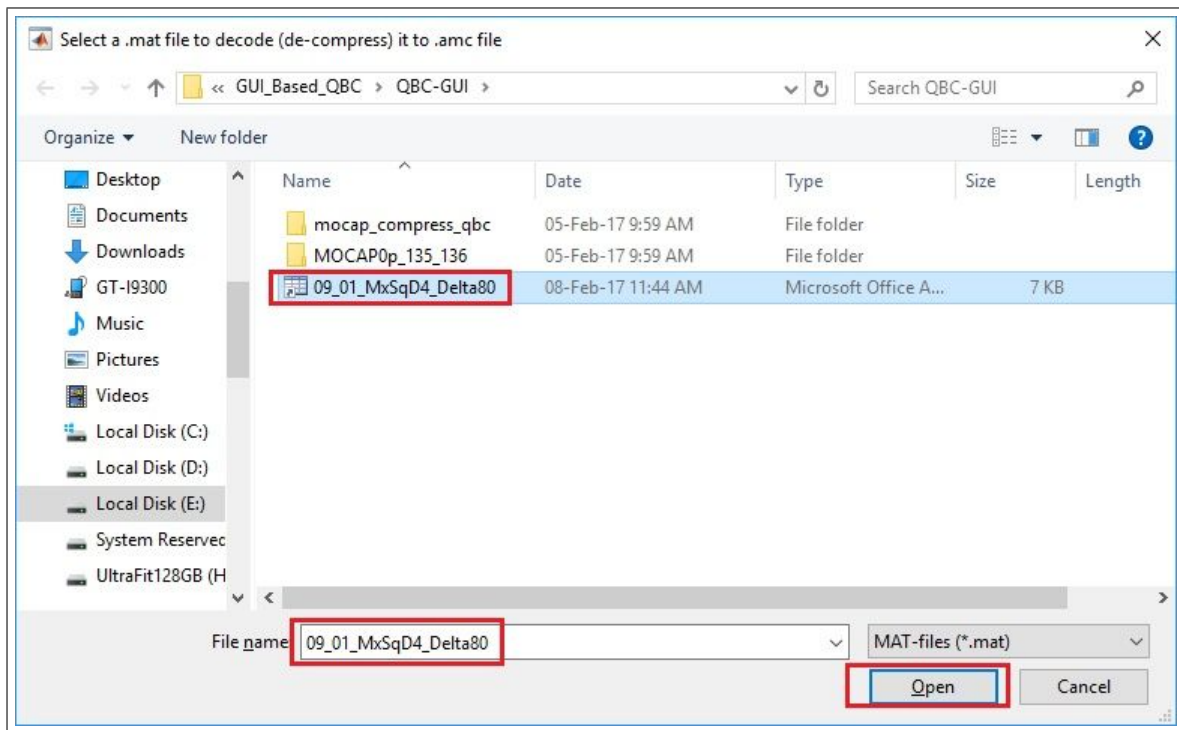 Select a .mat file to decode (de-compress) it to .amc file
« GUI_Based_QBC > QBC-GUI >
Search QBC-GUI
Organize
New folder
Name Date Type Size Length
Desktop
Documents
Downloads
GT-I9300
Music
Pictures
Videos
Local Disk (C:)
Local Disk (D:)
Local Disk (E:)
System Reserved
UltraFit128GB (H
mocap_compress_qbc 05-Feb-17 9:59 AM File folder
MOCAP0p_135_136 05-Feb-17 9:59 AM File folder
09_01_MxSqD4_Delta80 08-Feb-17 11:44 AM Microsoft Office A... 7 KB
File name 09_01_MxSqD4_Delta80 MAT-files (*.mat)
Open Cancel